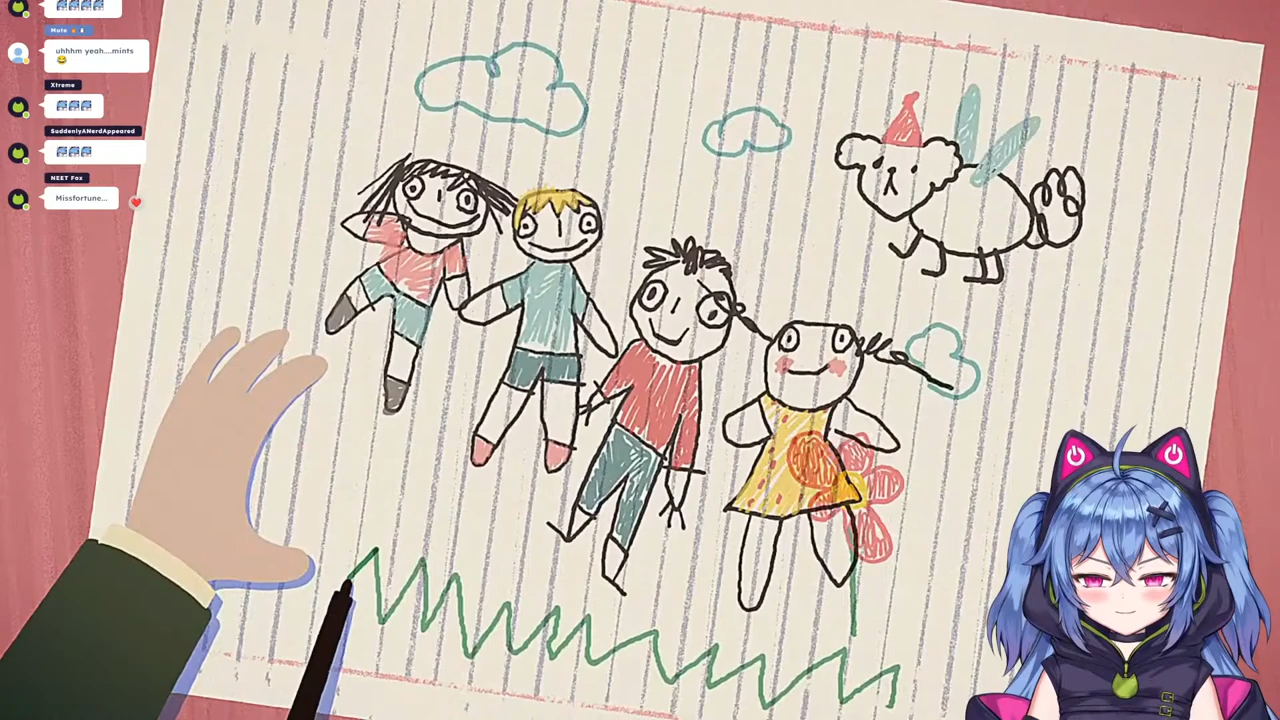 Mute
uhhhm yeah...mints
Xtreme
SuddenlyANerdAppeared
NEET Fox
Missfortune...